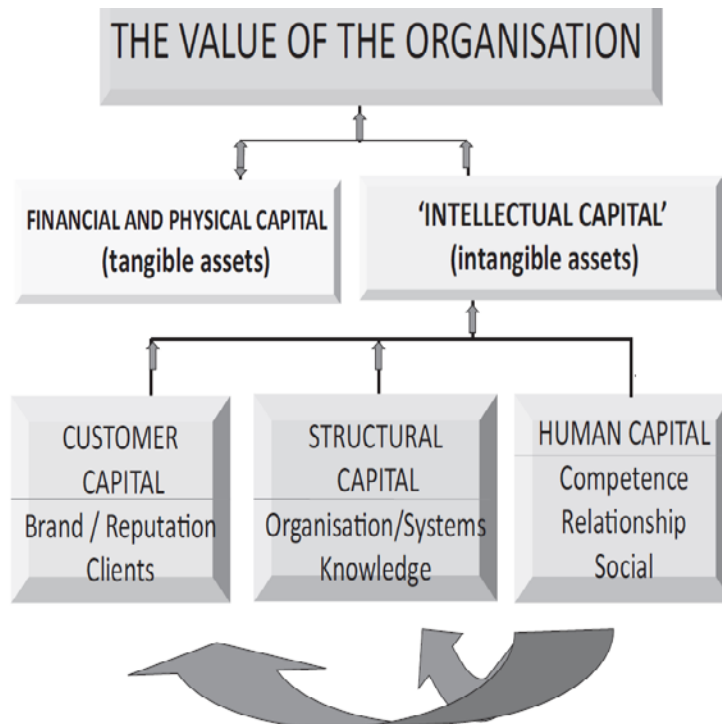 THE VALUE OF THE ORGANISATION
FINANCIAL AND PHYSICAL CAPITAL
(tangible assets)
‘INTELLECTUAL CAPITAL’
(intangible assets)
CUSTOMER
CAPITAL
Brand / Reputation
Clients
STRUCTURAL
CAPITAL
Organisation/Systems
Knowledge
HUMAN CAPITAL
Competence
Relationship
Social